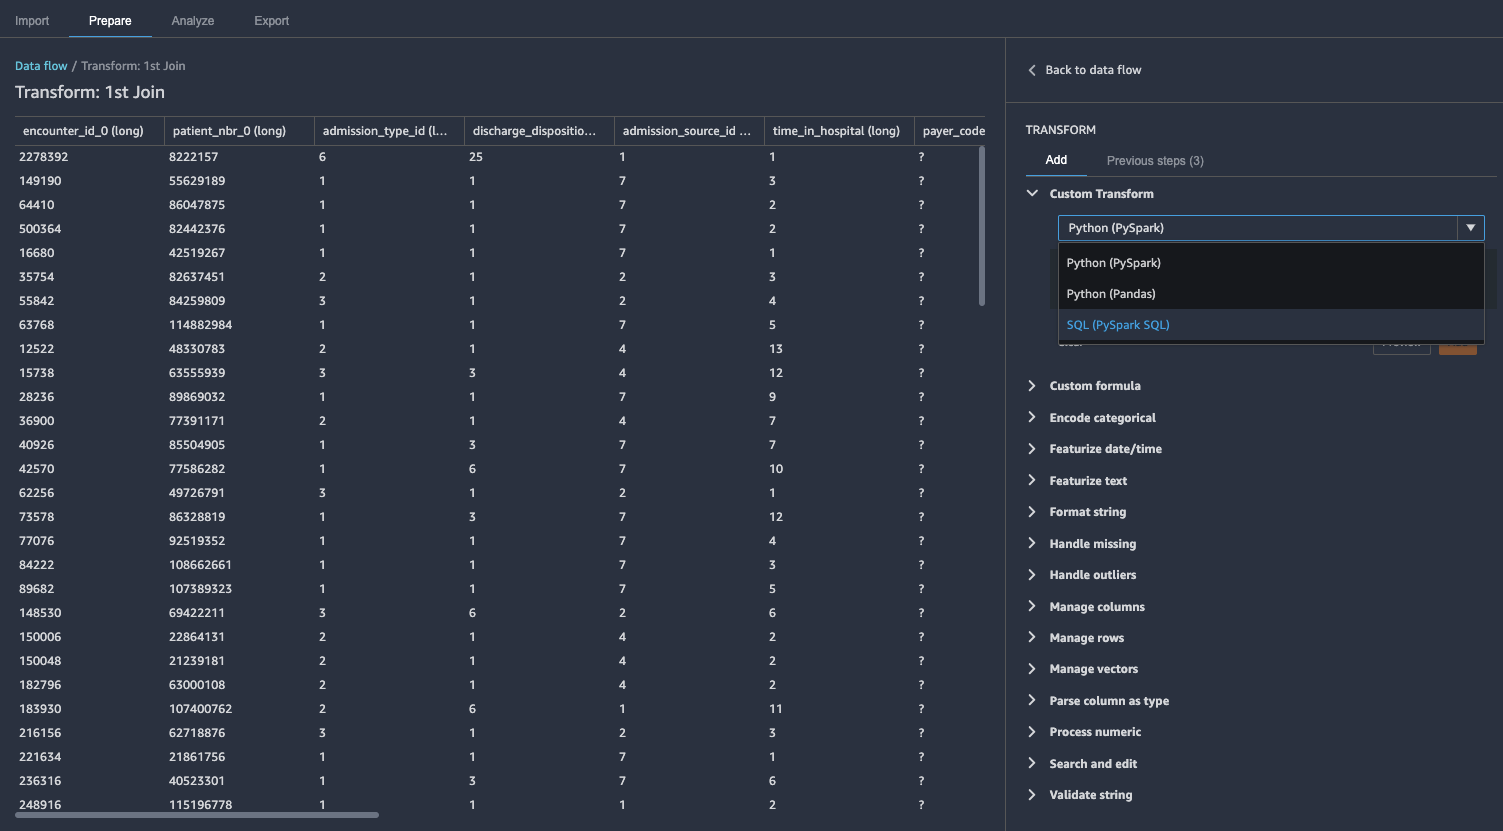 Import Prepare Analyze Export
Data flow / Transform: 1st Join
Transform: 1st Join
encounter_id_0 (long) patient_nbr_0 (long) admission_type_id (l... discharge_dispositio... admission_source_id ... time_in_hospital (long) payer_code
2278392 8222157 6 25 1 1 ?
149190 55629189 1 1 7 3 ?
64410 86047875 1 1 7 2 ?
500364 82442376 1 1 7 2 ?
16680 42519267 1 1 7 1 ?
35754 82637451 2 1 2 3 ?
55842 84259809 3 1 2 4 ?
63768 114882984 1 1 7 5 ?
12522 48330783 2 1 4 13 ?
15738 63555939 3 3 4 12 ?
28236 89869032 1 1 7 9 ?
36900 77391171 2 1 4 7 ?
40926 85504905 1 3 7 7 ?
42570 77586282 1 6 7 10 ?
62256 49726791 3 1 2 1 ?
73578 86328819 1 3 7 12 ?
77076 92519352 1 1 7 4 ?
84222 108662661 1 1 7 3 ?
89682 107389323 1 1 7 5 ?
148530 69422211 3 6 2 6 ?
150006 22864131 2 1 4 2 ?
150048 21239181 2 1 4 2 ?
182796 63000108 2 1 4 2 ?
183930 107400762 2 6 1 11 ?
216156 62718876 3 1 2 3 ?
221634 21861756 1 1 7 1 ?
236316 40523301 1 3 7 6 ?
248916 115196778 1 1 1 2 ?
Back to data flow
TRANSFORM
Add Previous steps (3)
Custom Transform
Python (PySpark)
Python (PySpark)
Python (Pandas)
SQL (PySpark SQL)
Custom formula
Encode categorical
Featurize date/time
Featurize text
Format string
Handle missing
Handle outliers
Manage columns
Manage rows
Manage vectors
Parse column as type
Process numeric
Search and edit
Validate string